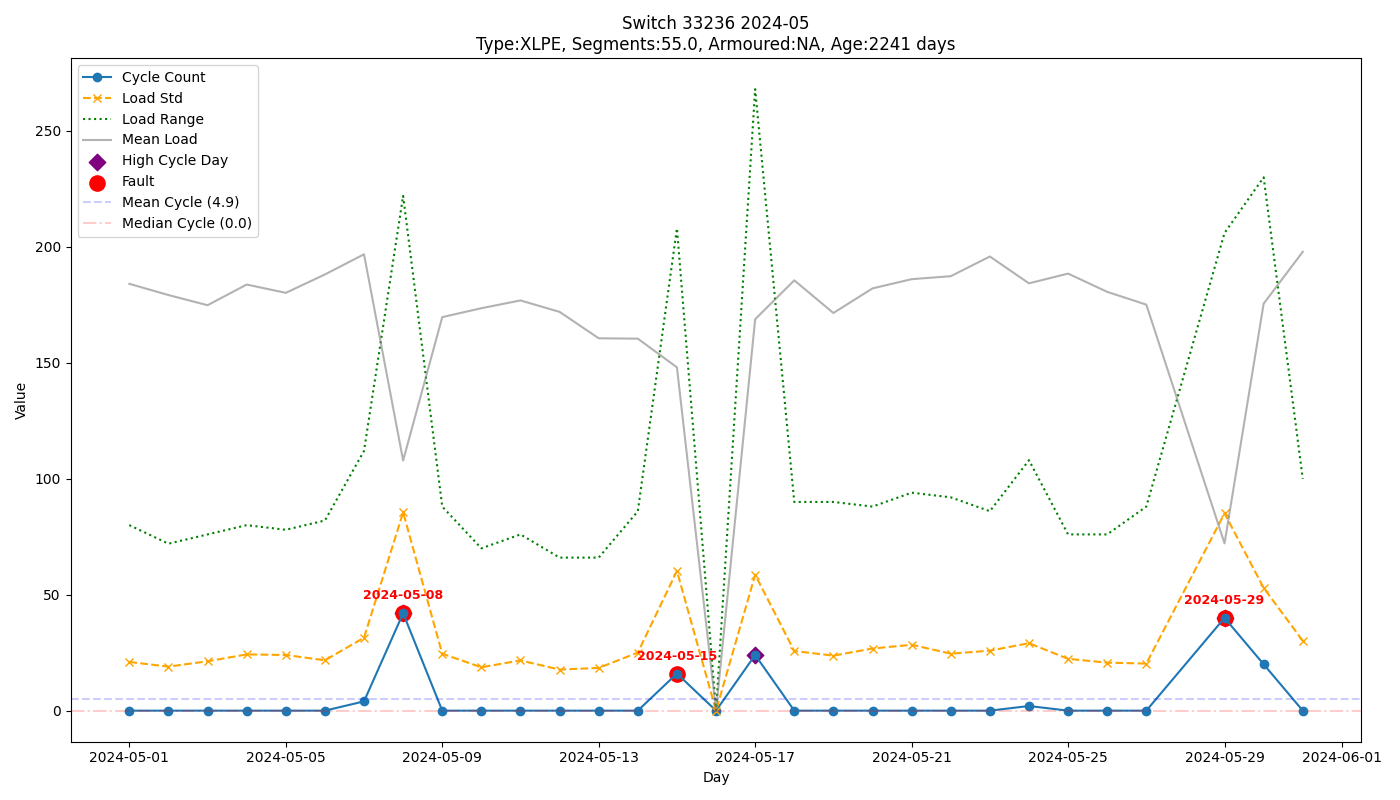 Switch 33236 2024-05
Type:XLPE, Segments:55.0, Armoured:NA, Age:2241 days
Cycle Count
Load Std
Load Range
Mean Load
High Cycle Day
Fault
Mean Cycle (4.9)
Median Cycle (0.0)
Value
250
200
150
100
50
0
2024-05-08
2024-05-15
2024-05-29
2024-05-01
2024-05-05
2024-05-09
2024-05-13
2024-05-17
2024-05-21
2024-05-25
2024-05-29
2024-06-01
Day